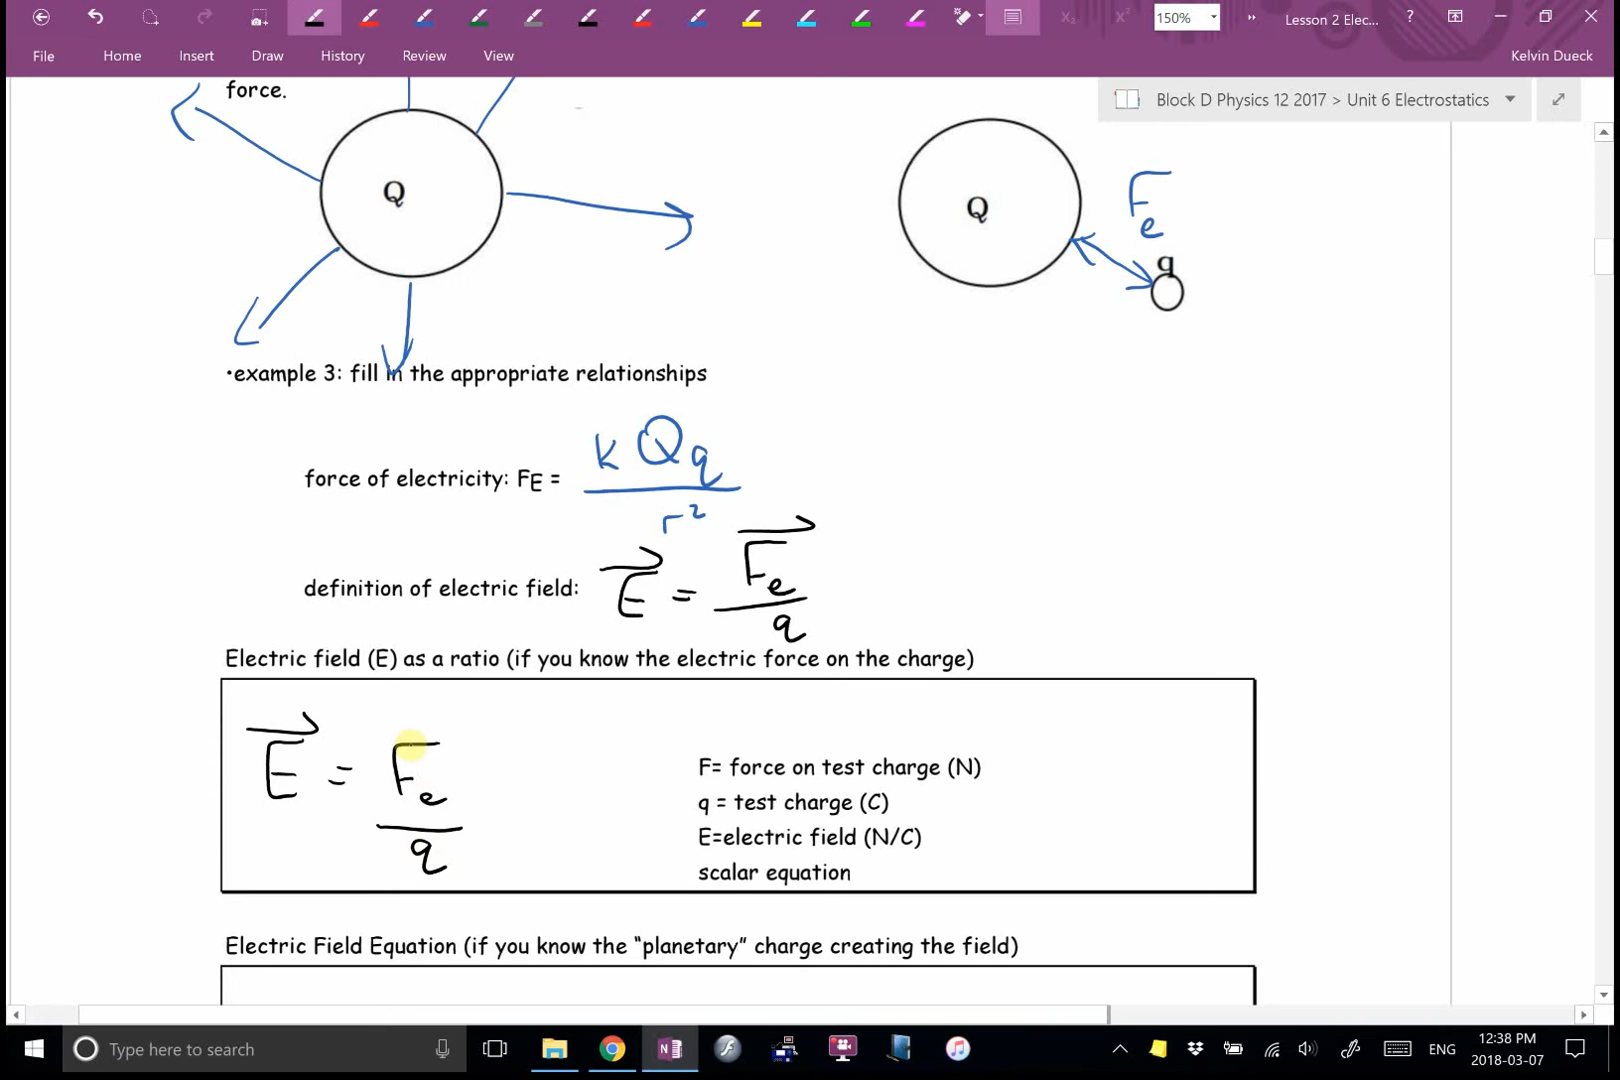 150% Lesson 2 Elec... ?
File Home Insert Draw History Review View Kelvin Dueck
Block D Physics 12 2017 > Unit 6 Electrostatics
force.
Q
Q
Fe
q
•example 3: fill in the appropriate relationships
force of electricity: FE = k Qq / r²
definition of electric field: E = Fe / q
Electric field (E) as a ratio (if you know the electric force on the charge)
E = Fe / q
F= force on test charge (N)
q = test charge (C)
E=electric field (N/C)
scalar equation
Electric Field Equation (if you know the “planetary” charge creating the field)
Type here to search
ENG
12:38 PM
2018-03-07